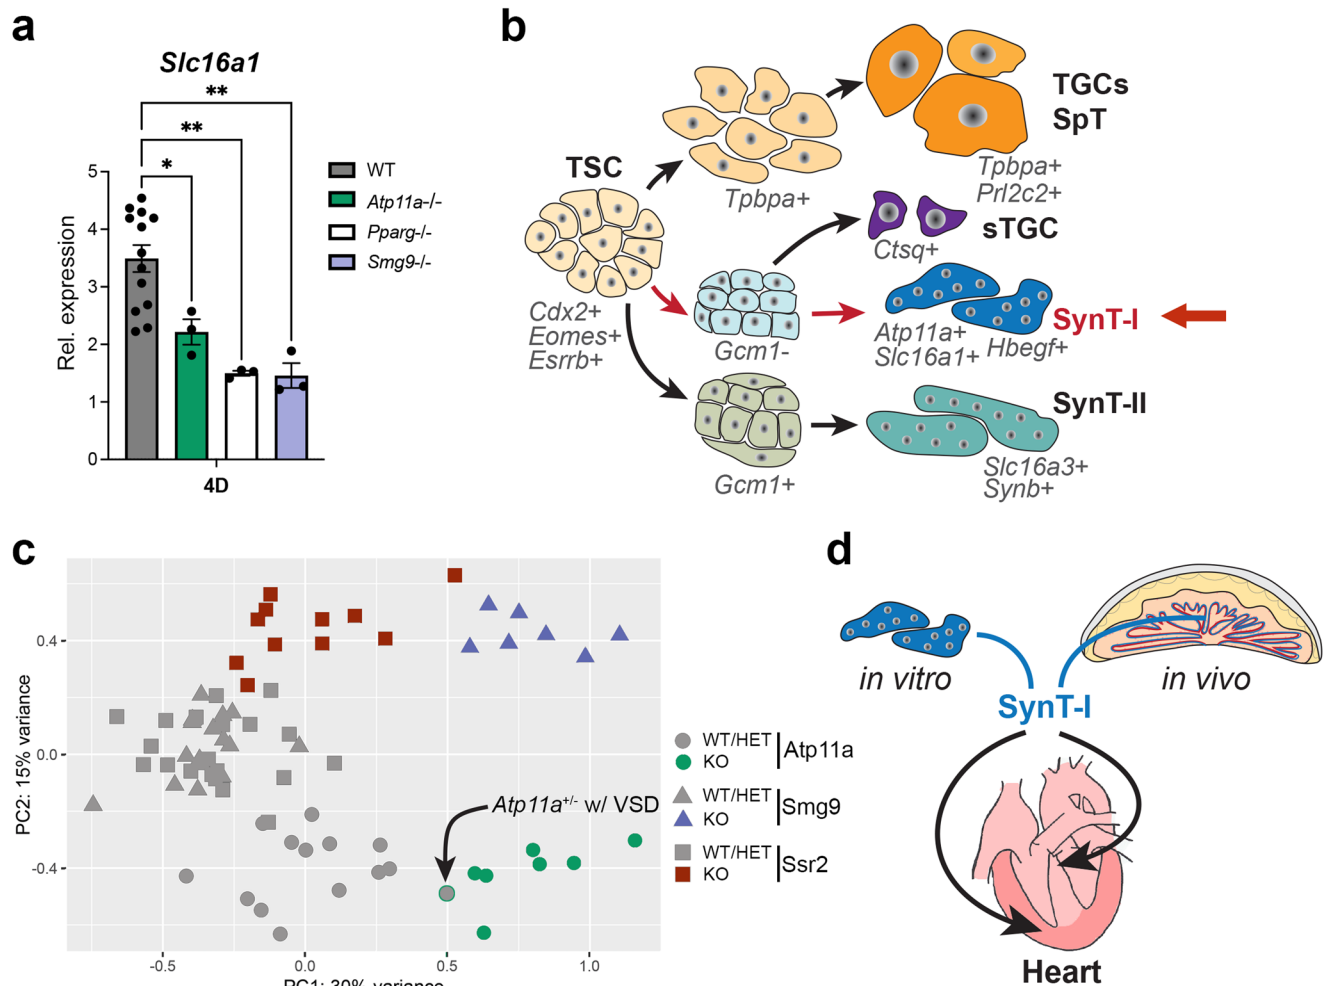 a
Slc16a1
**
**
*
Rel. expression
5
4
3
2
1
0
4D
WT
Atp11a-/-
Pparg-/-
Smg9-/-
b
TSC
Cdx2+
Eomes+
Esrrb+
Tpbpa+
TGCs
SpT
Tpbpa+
Prl2c2+
sTGC
Ctsq+
Gcm1-
Atp11a+
Slc16a1+
Hbegf+
SynT-I
Gcm1+
SynT-II
Slc16a3+
Synb+
c
PC2: 15% variance
0.4
0.0
-0.4
-0.5
0.0
0.5
1.0
PC1: 30% variance
Atp11a+/- w/ VSD
WT/HET
KO
Atp11a
WT/HET
KO
Smg9
WT/HET
KO
Ssr2
d
in vitro
in vivo
SynT-I
Heart